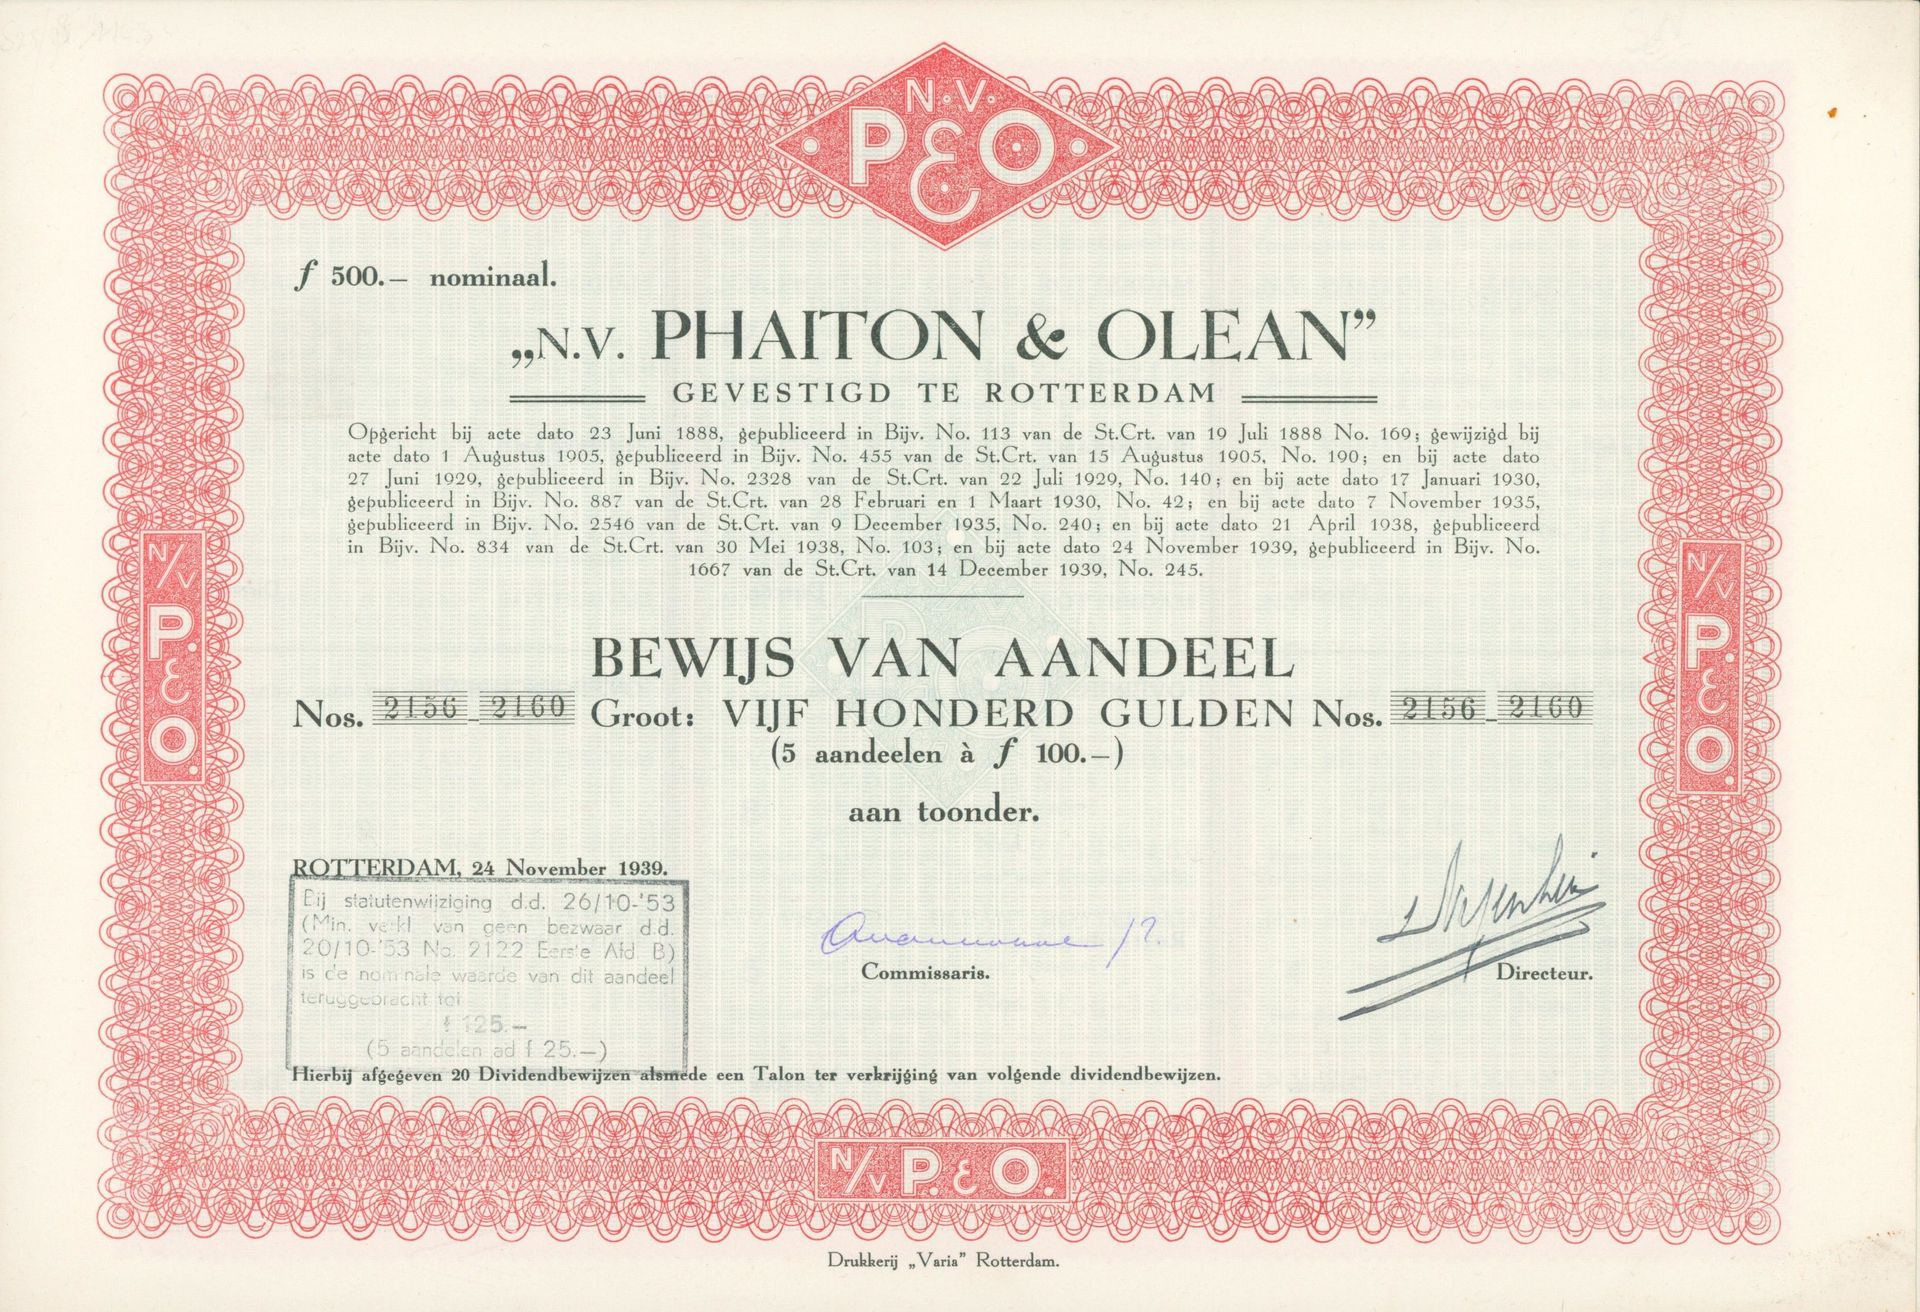 N.V.
P & O
f 500.— nominaal.
„N.V. PHAITON & OLEAN”
GEVESTIGD TE ROTTERDAM
Opgericht bij acte dato 23 Juni 1888, gepubliceerd in Bijv. No. 113 van de St.Crt. van 19 Juli 1888 No. 169; gewijzigd bij
acte dato 1 Augustus 1905, gepubliceerd in Bijv. No. 455 van de St.Crt. van 15 Augustus 1905, No. 190; en bij acte dato
27 Juni 1929, gepubliceerd in Bijv. No. 2328 van de St.Crt. van 22 Juli 1929, No. 140; en bij acte dato 17 Januari 1930,
gepubliceerd in Bijv. No. 887 van de St.Crt. van 28 Februari en 1 Maart 1930, No. 42; en bij acte dato 7 November 1935,
gepubliceerd in Bijv. No. 2546 van de St.Crt. van 9 December 1935, No. 240; en bij acte dato 21 April 1938, gepubliceerd
in Bijv. No. 834 van de St.Crt. van 30 Mei 1938, No. 103; en bij acte dato 24 November 1939, gepubliceerd in Bijv. No.
1667 van de St.Crt. van 14 December 1939, No. 245.
N/V P. & O.
N/V P. & O.
BEWIJS VAN AANDEEL
Nos. 2156 - 2160 Groot: VIJF HONDERD GULDEN Nos. 2156 - 2160
(5 aandeelen à f 100.—)
aan toonder.
ROTTERDAM, 24 November 1939.
Bij statutenwijziging d.d. 26/10-'53
(Min. verkl van geen bezwaar d.d.
20/10-'53 No. 2122 Eerste Afd B)
is de nominale waarde van dit aandeel
teruggebracht tot
f 125.—
(5 aandelen ad f 25.—)
Commissaris.
Directeur.
Hierbij afgegeven 20 Dividendbewijzen alsmede een Talon ter verkrijging van volgende dividendbewijzen.
N/V P. & O.
Drukkerij „Varia” Rotterdam.